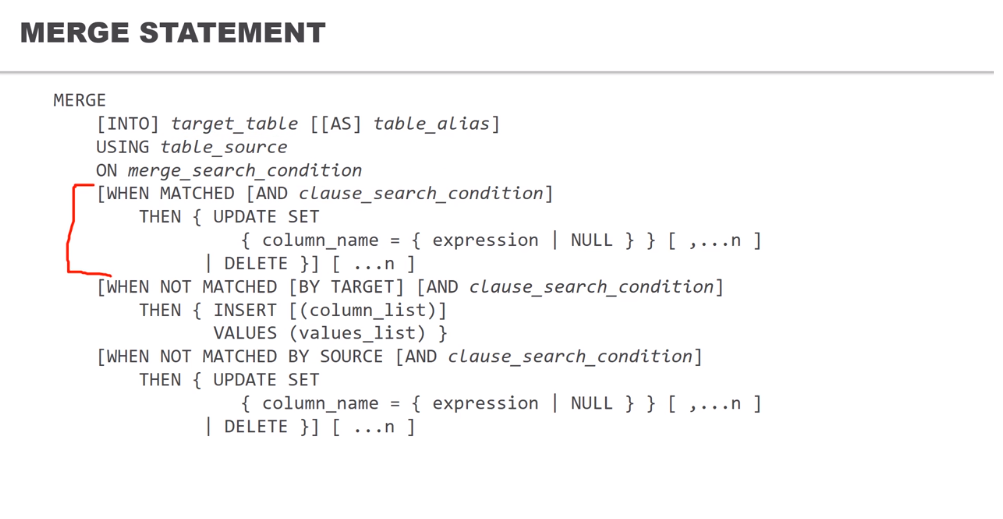 MERGE STATEMENT
MERGE
[INTO] target_table [[AS] table_alias]
USING table_source
ON merge_search_condition
[WHEN MATCHED [AND clause_search_condition]
THEN { UPDATE SET
{ column_name = { expression | NULL } } [ ,...n ]
| DELETE }] [ ...n ]
[WHEN NOT MATCHED [BY TARGET] [AND clause_search_condition]
THEN { INSERT [(column_list)]
VALUES (values_list) }
[WHEN NOT MATCHED BY SOURCE [AND clause_search_condition]
THEN { UPDATE SET
{ column_name = { expression | NULL } } [ ,...n ]
| DELETE }] [ ...n ]